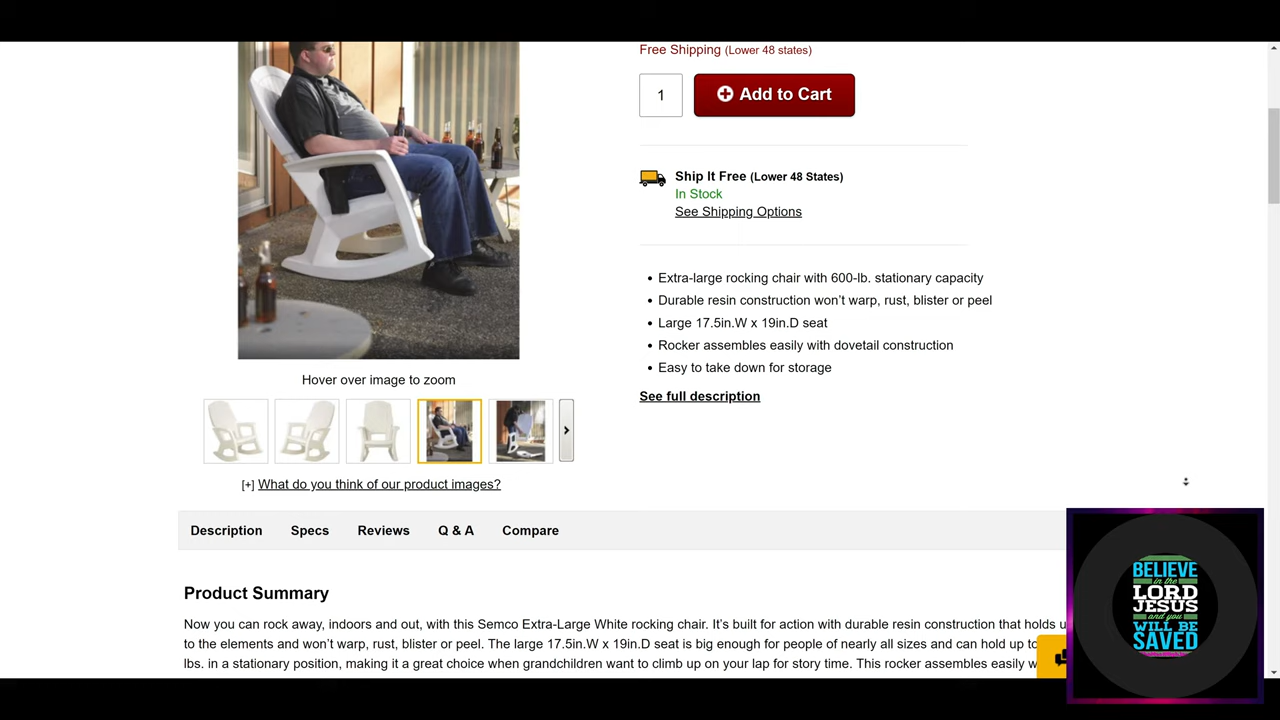 Free Shipping (Lower 48 states)
1
Add to Cart
Ship It Free (Lower 48 States)
In Stock
See Shipping Options
• Extra-large rocking chair with 600-lb. stationary capacity
• Durable resin construction won't warp, rust, blister or peel
• Large 17.5in.W x 19in.D seat
• Rocker assembles easily with dovetail construction
• Easy to take down for storage
See full description
Hover over image to zoom
[+] What do you think of our product images?
Description Specs Reviews Q & A Compare
Product Summary
Now you can rock away, indoors and out, with this Semco Extra-Large White rocking chair. It's built for action with durable resin construction that holds u
to the elements and won't warp, rust, blister or peel. The large 17.5in.W x 19in.D seat is big enough for people of nearly all sizes and can hold up to
lbs. in a stationary position, making it a great choice when grandchildren want to climb up on your lap for story time. This rocker assembles easily w
BELIEVE
in the
LORD
JESUS
and you
WILL BE
SAVED